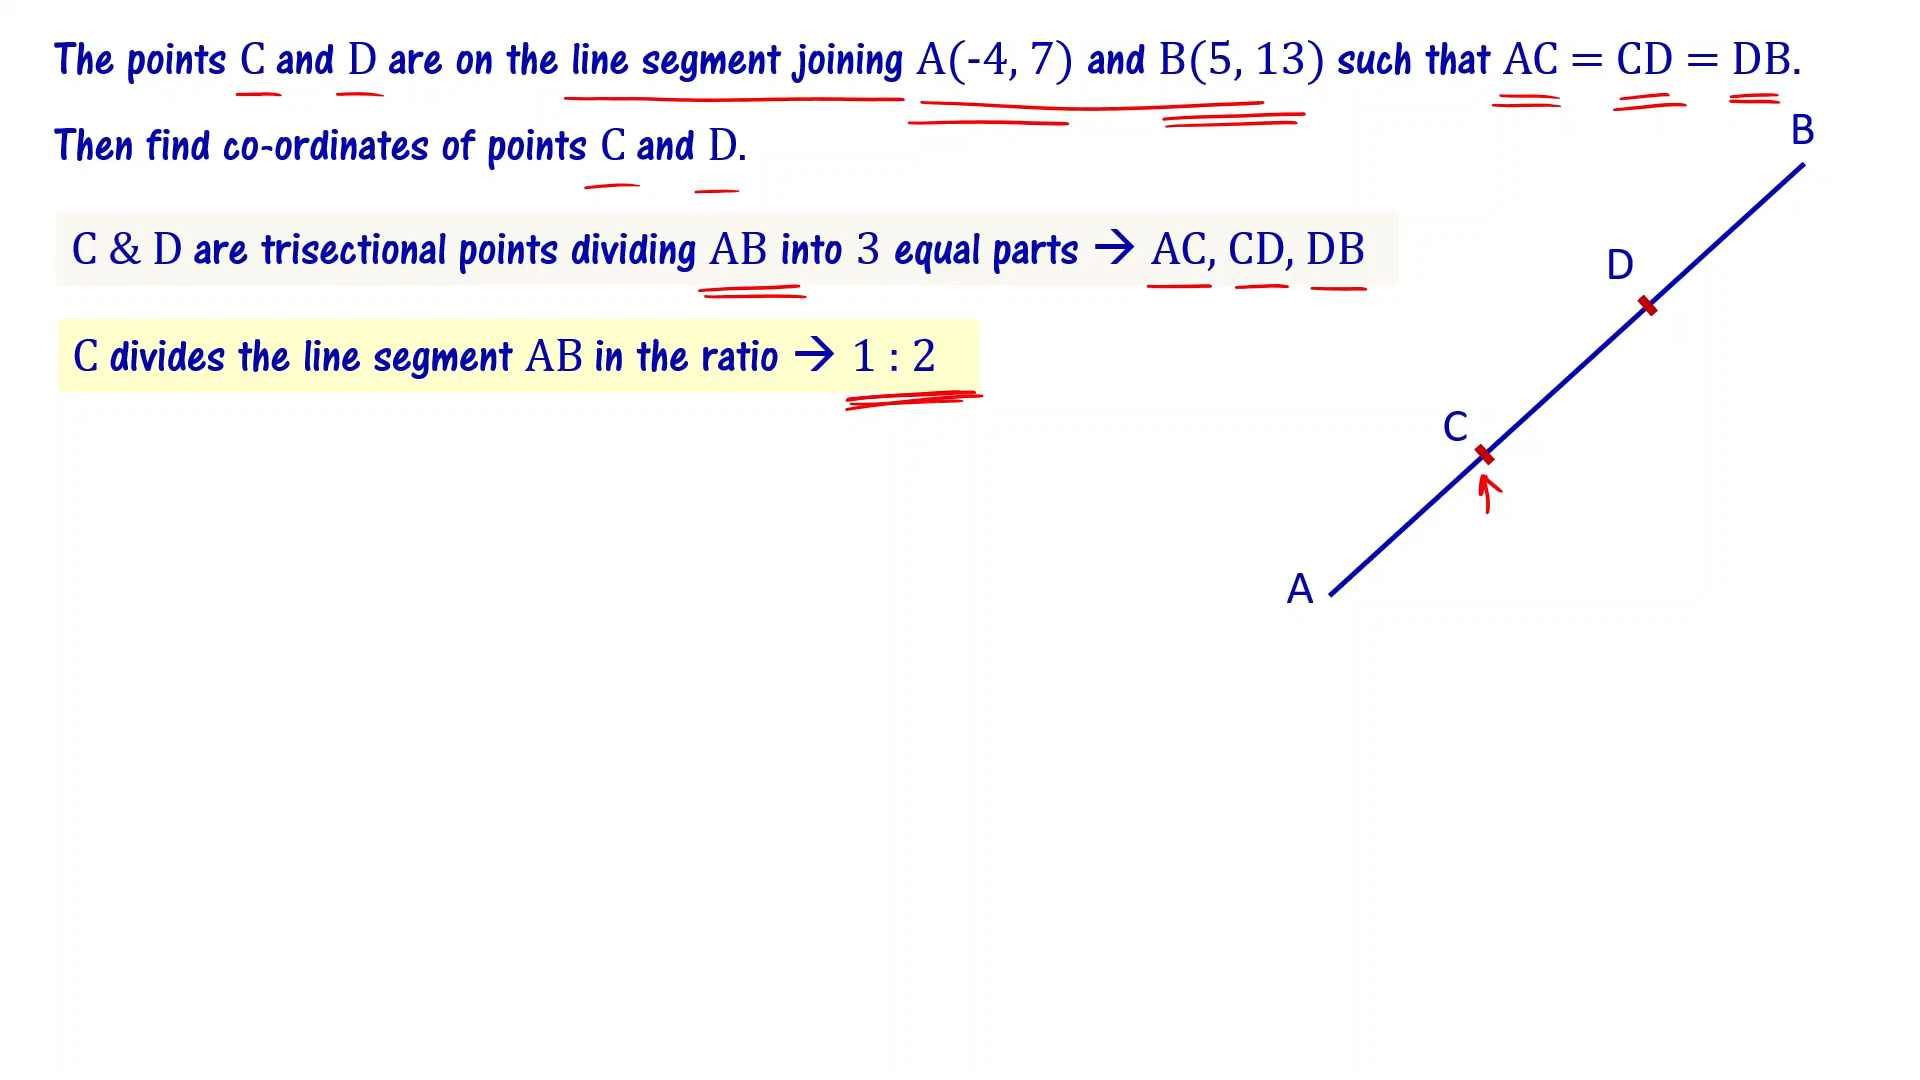 The points C and D are on the line segment joining A(-4, 7) and B(5, 13) such that AC = CD = DB.
Then find co-ordinates of points C and D.
C & D are trisectional points dividing AB into 3 equal parts → AC, CD, DB
C divides the line segment AB in the ratio → 1 : 2
B
D
C
A